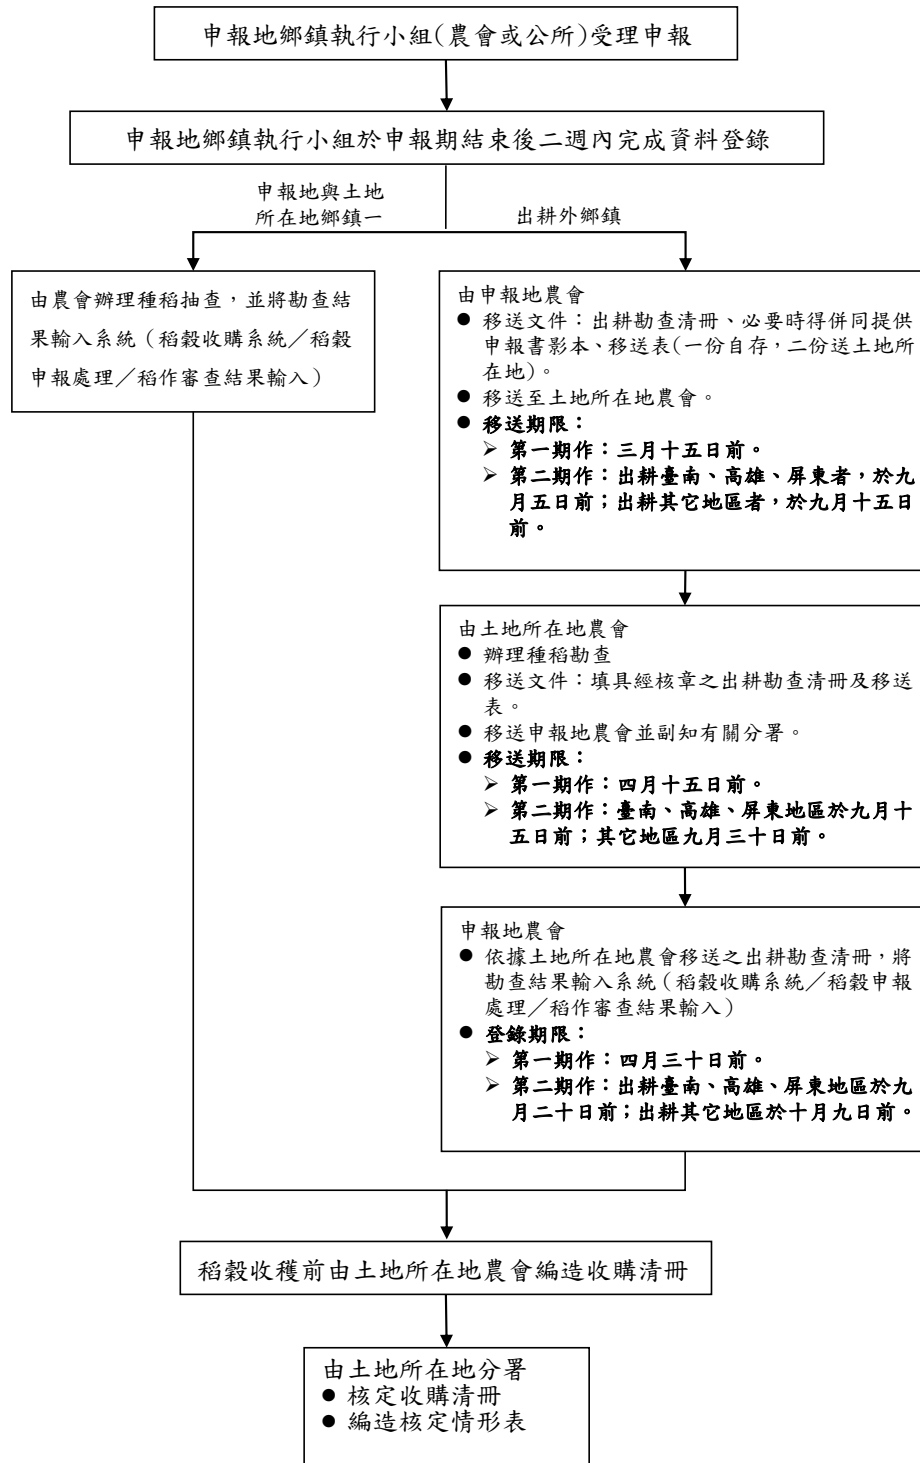 申報地鄉鎮執行小組(農會或公所)受理申報
申報地鄉鎮執行小組於申報期結束後二週內完成資料登錄
申報地與土地
所在地鄉鎮一
出耕外鄉鎮
由農會辦理種稻抽查，並將勘查結
果輸入系統（稻穀收購系統／稻穀
申報處理／稻作審查結果輸入）
由申報地農會
● 移送文件：出耕勘查清冊、必要時得併同提供
申報書影本、移送表(一份自存，二份送土地所
在地)。
● 移送至土地所在地農會。
● 移送期限：
➢ 第一期作：三月十五日前。
➢ 第二期作：出耕臺南、高雄、屏東者，於九
月五日前；出耕其它地區者，於九月十五日
前。
由土地所在地農會
● 辦理種稻勘查
● 移送文件：填具經核章之出耕勘查清冊及移送
表。
● 移送申報地農會並副知有關分署。
● 移送期限：
➢ 第一期作：四月十五日前。
➢ 第二期作：臺南、高雄、屏東地區於九月十
五日前；其它地區九月三十日前。
申報地農會
● 依據土地所在地農會移送之出耕勘查清冊，將
勘查結果輸入系統（稻穀收購系統／稻穀申報
處理／稻作審查結果輸入）
● 登錄期限：
➢ 第一期作：四月三十日前。
➢ 第二期作：出耕臺南、高雄、屏東地區於九
月二十日前；出耕其它地區於十月九日前。
稻穀收穫前由土地所在地農會編造收購清冊
由土地所在地分署
● 核定收購清冊
● 編造核定情形表